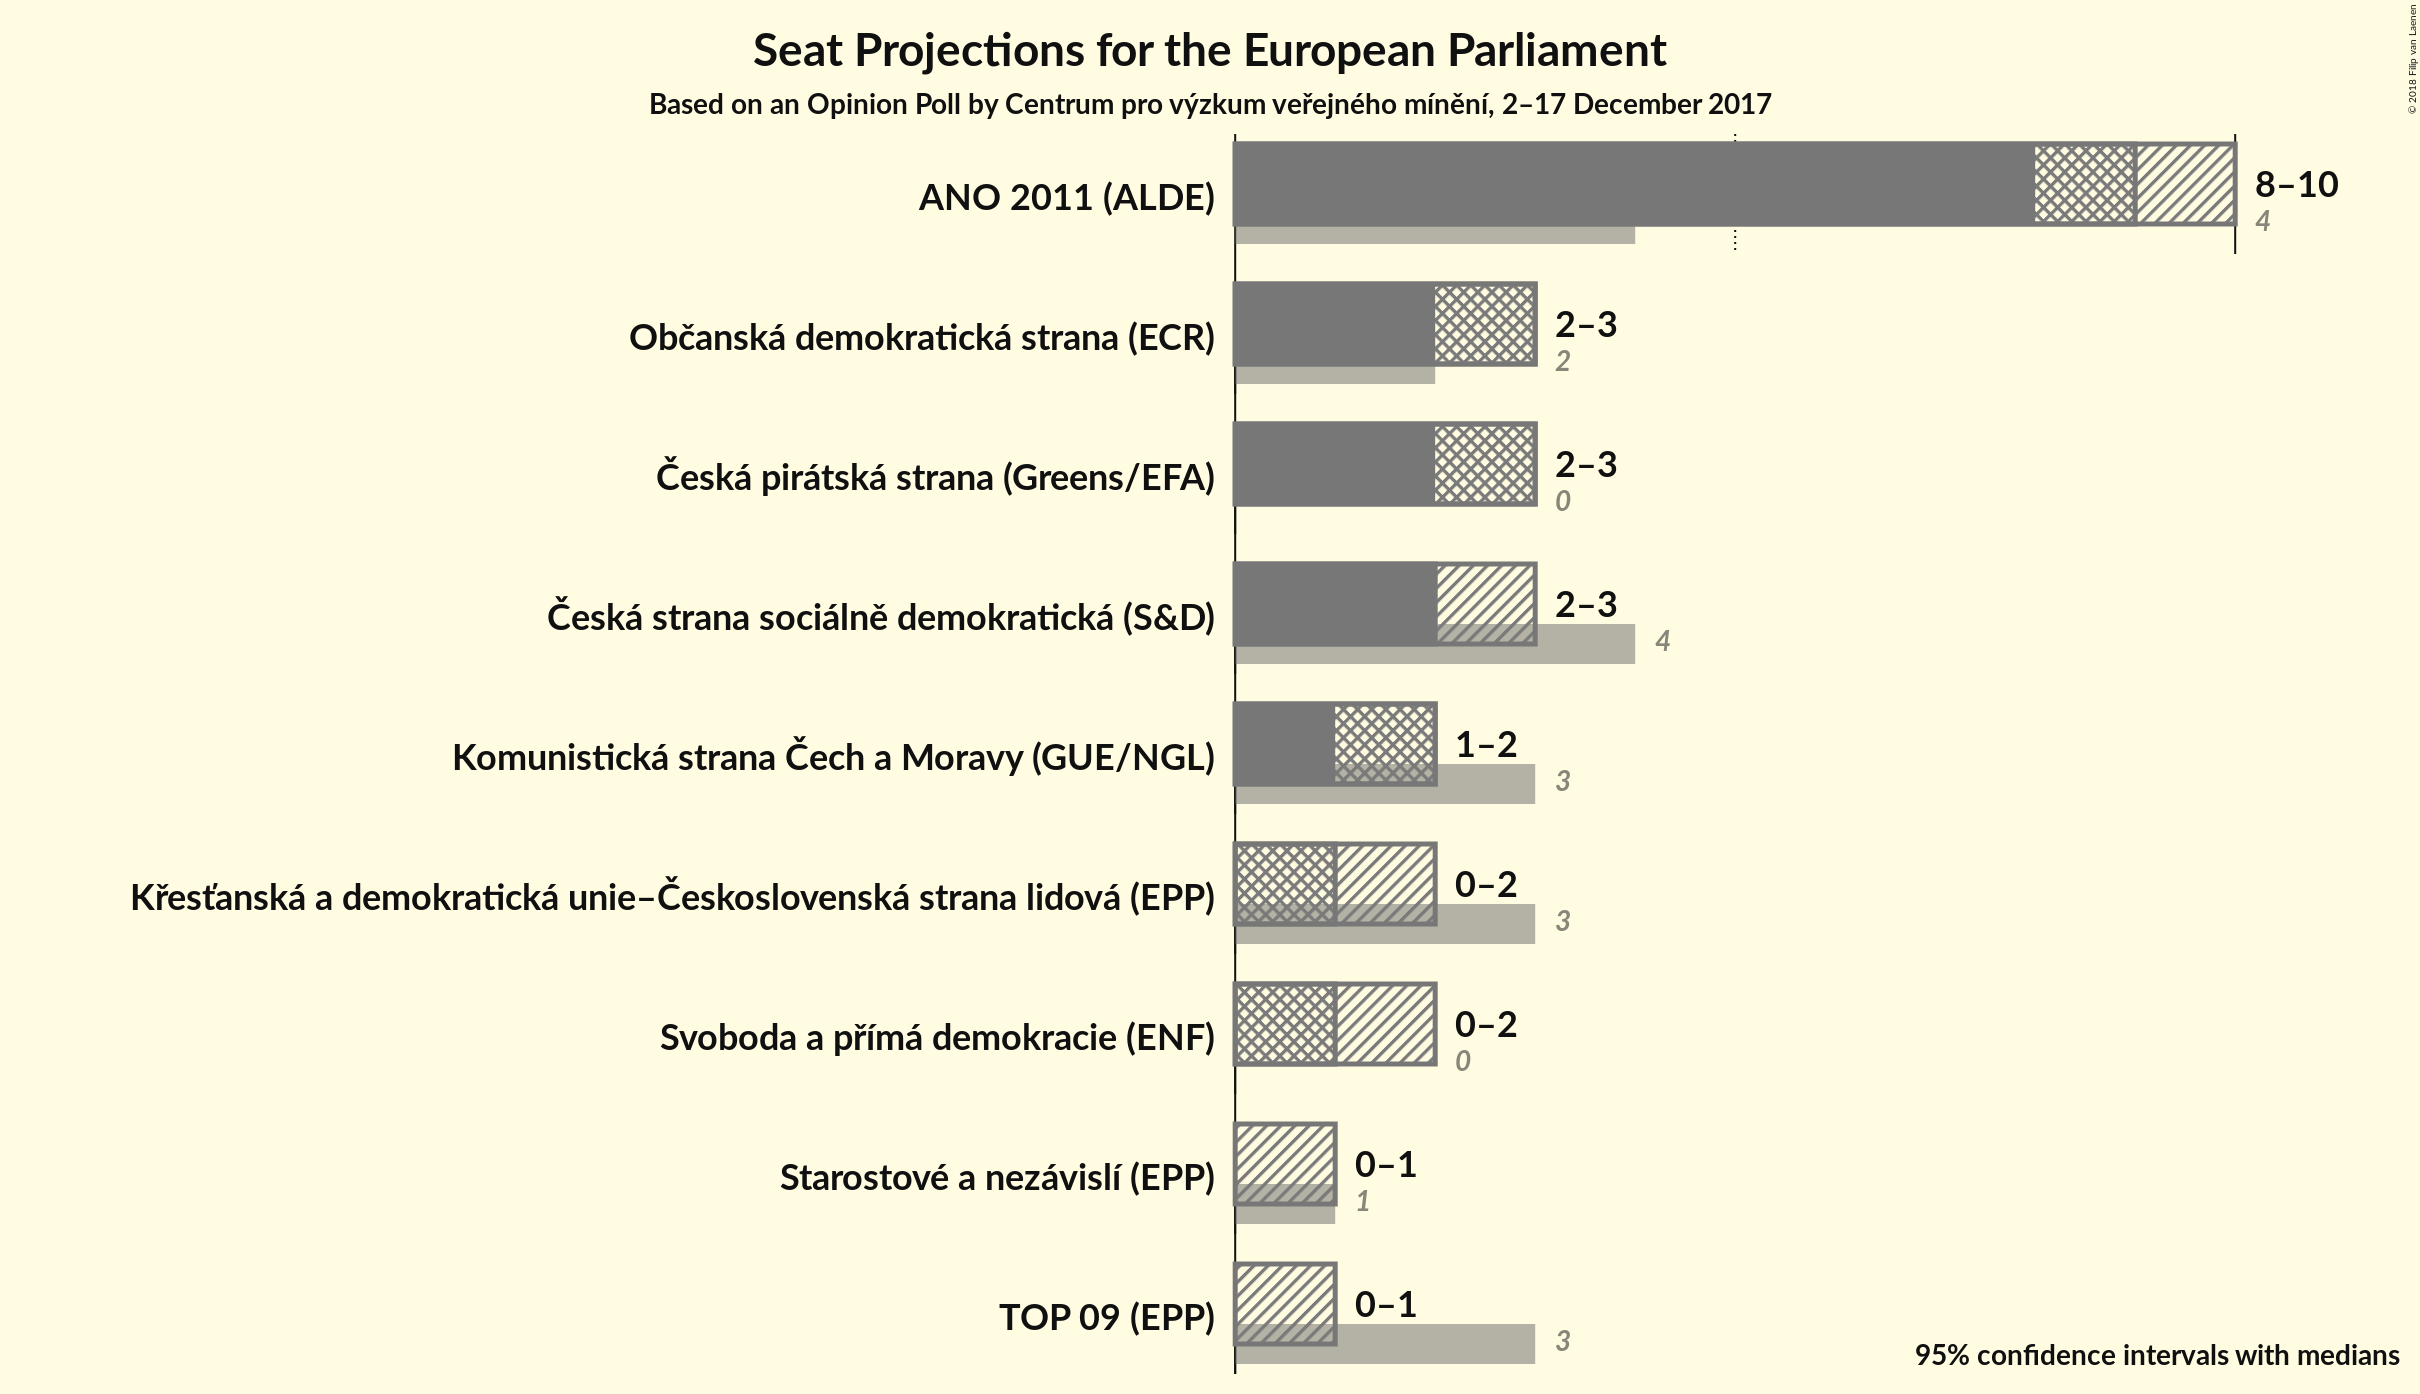 Seat Projections for the European Parliament
Based on an Opinion Poll by Centrum pro výzkum veřejného mínění, 2–17 December 2017
© 2018 Filip van Laenen
ANO 2011 (ALDE)
8–10
4
Občanská demokratická strana (ECR)
2–3
2
Česká pirátská strana (Greens/EFA)
2–3
0
Česká strana sociálně demokratická (S&D)
2–3
4
Komunistická strana Čech a Moravy (GUE/NGL)
1–2
3
Křesťanská a demokratická unie–Československá strana lidová (EPP)
0–2
3
Svoboda a přímá demokracie (ENF)
0–2
0
Starostové a nezávislí (EPP)
0–1
1
TOP 09 (EPP)
0–1
3
95% confidence intervals with medians